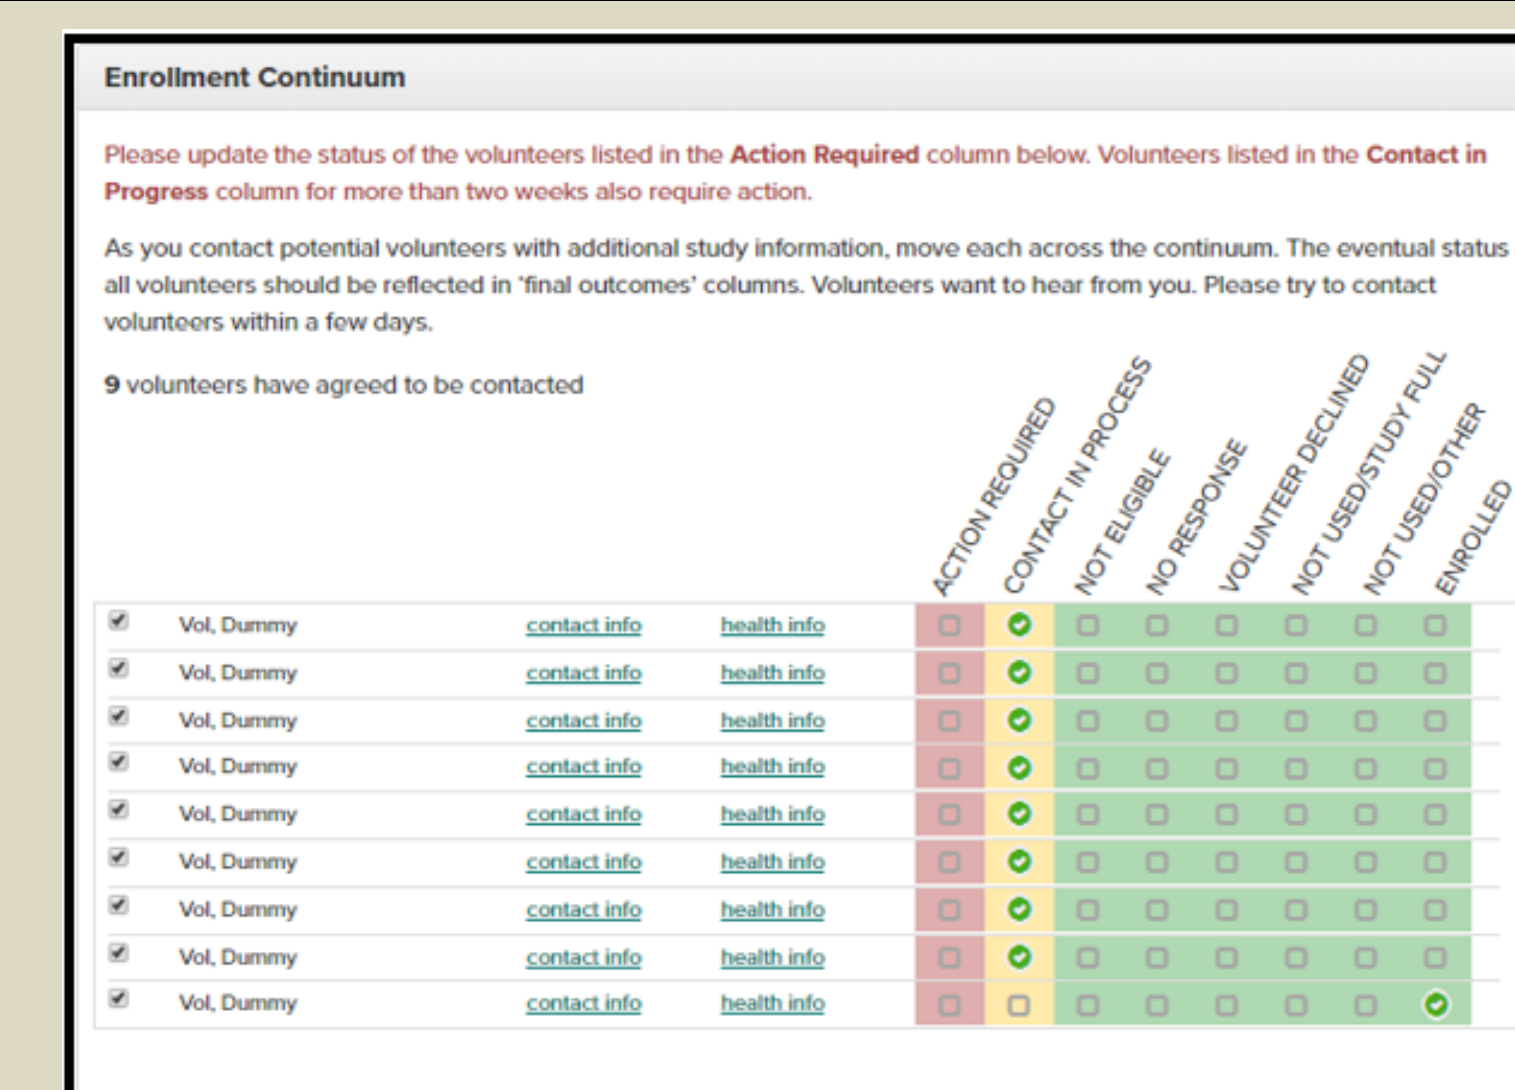 Enrollment Continuum
Please update the status of the volunteers listed in the Action Required column below. Volunteers listed in the Contact in
Progress column for more than two weeks also require action.
As you contact potential volunteers with additional study information, move each across the continuum. The eventual status
all volunteers should be reflected in 'final outcomes' columns. Volunteers want to hear from you. Please try to contact
volunteers within a few days.
9 volunteers have agreed to be contacted
ACTION REQUIRED
CONTACT IN PROCESS
NOT ELIGIBLE
NO RESPONSE
VOLUNTEER DECLINED
NOT USED/STUDY FULL
NOT USED/OTHER
ENROLLED
Vol, Dummy contact info health info
Vol, Dummy contact info health info
Vol, Dummy contact info health info
Vol, Dummy contact info health info
Vol, Dummy contact info health info
Vol, Dummy contact info health info
Vol, Dummy contact info health info
Vol, Dummy contact info health info
Vol, Dummy contact info health info